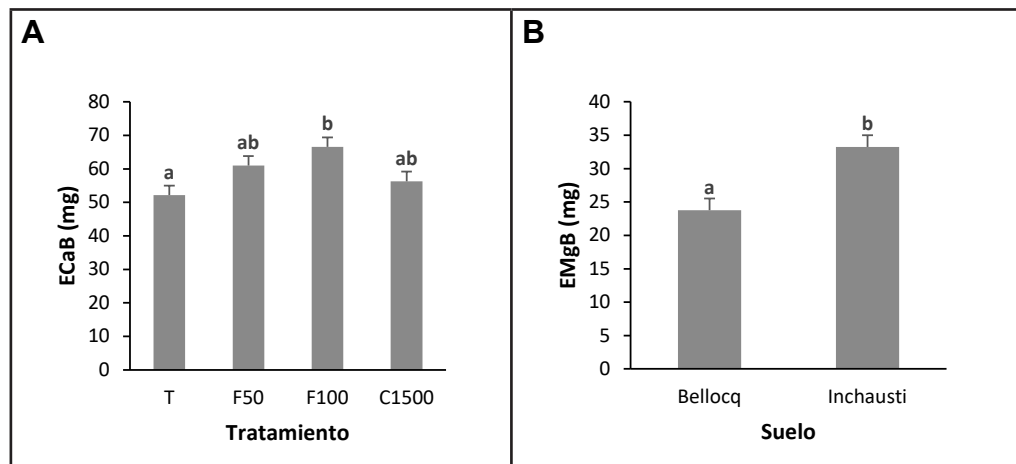 A
80
70
60
50
40
30
20
10
0
ECaB (mg)
a
ab
b
ab
T F50 F100 C1500
Tratamiento
B
40
35
30
25
20
15
10
5
0
EMgB (mg)
a
b
Bellocq Inchausti
Suelo